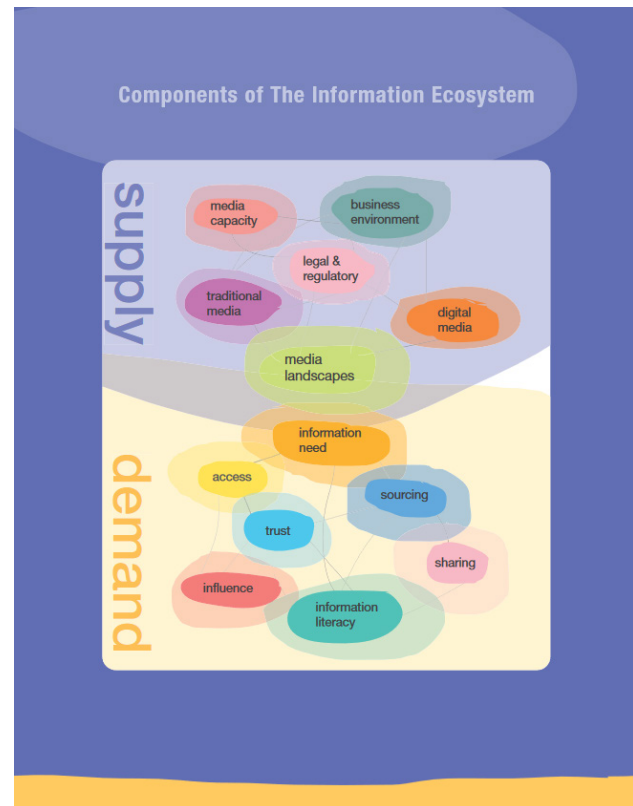 Components of The Information Ecosystem
supply
media
capacity
business
environment
legal &
regulatory
traditional
media
digital
media
media
landscapes
demand
information
need
access
sourcing
trust
sharing
influence
information
literacy